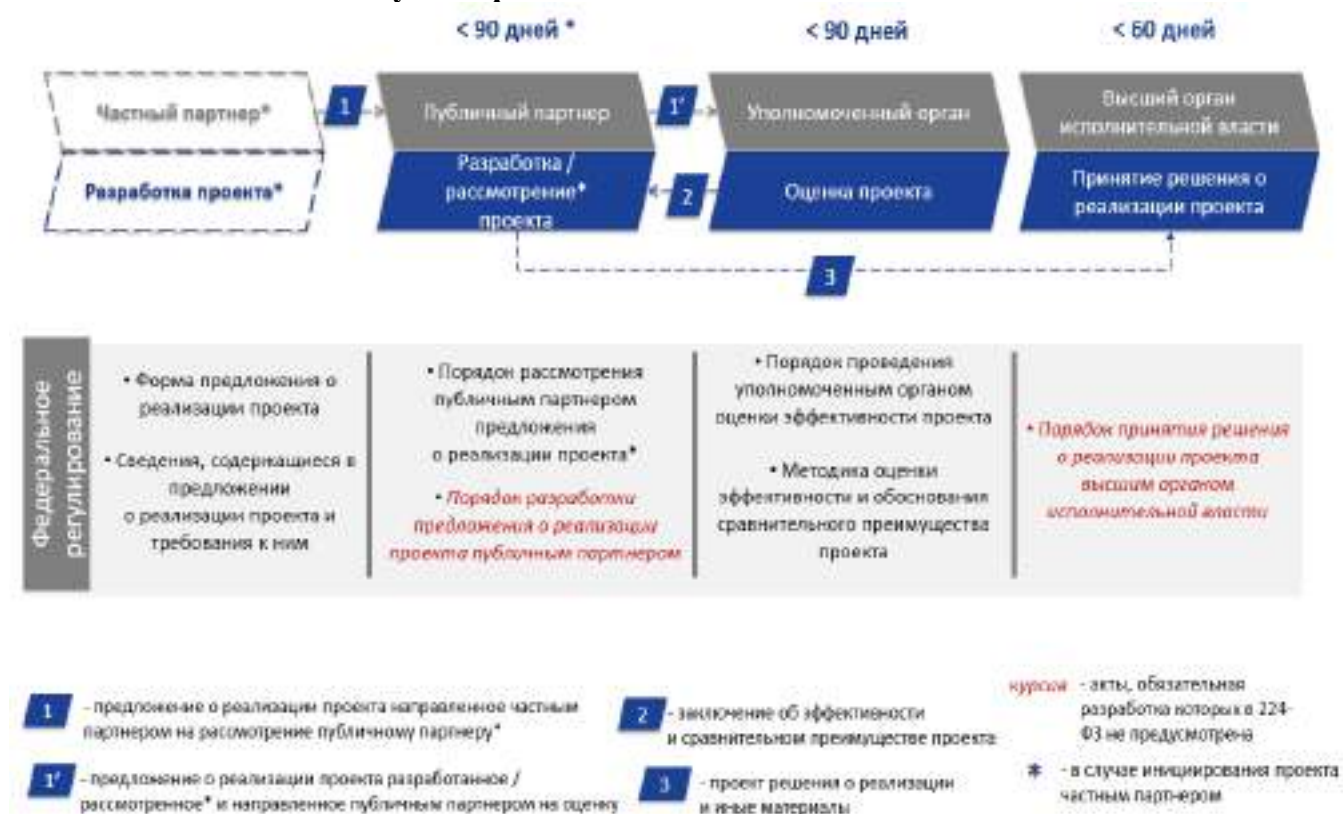 < 90 дней *
< 90 дней
< 60 дней
Частный партнер*
1
Публичный партнер
1'
Уполномоченный орган
Высший орган
исполнительной власти
Разработка проекта*
Разработка /
рассмотрение*
проекта
2
Оценка проекта
Принятие решения о
реализации проекта
3
Федеральное
регулирование
• Форма предложения о
реализации проекта
• Сведения, содержащиеся в
предложении
о реализации проекта и
требования к ним
• Порядок рассмотрения
публичным партнером
предложения
о реализации проекта*
• Порядок разработки
предложения о реализации
проекта публичным партнером
• Порядок проведения
уполномоченным органом
оценки эффективности проекта
• Методика оценки
эффективности и обоснования
сравнительного преимущества
проекта
• Порядок принятия решения
о реализации проекта
высшим органом
исполнительной власти
1 - предложение о реализации проекта направленное частным
партнером на рассмотрение публичному партнеру*
1' - предложение о реализации проекта разработанное /
рассмотренное* и направленное публичным партнером на оценку
2 - заключение об эффективности
и сравнительном преимуществе проекта
3 - проект решения о реализации
и иные материалы
курсив - акты, обязательная
разработка которых в 224-
ФЗ не предусмотрена
* - в случае инициирования проекта
частным партнером